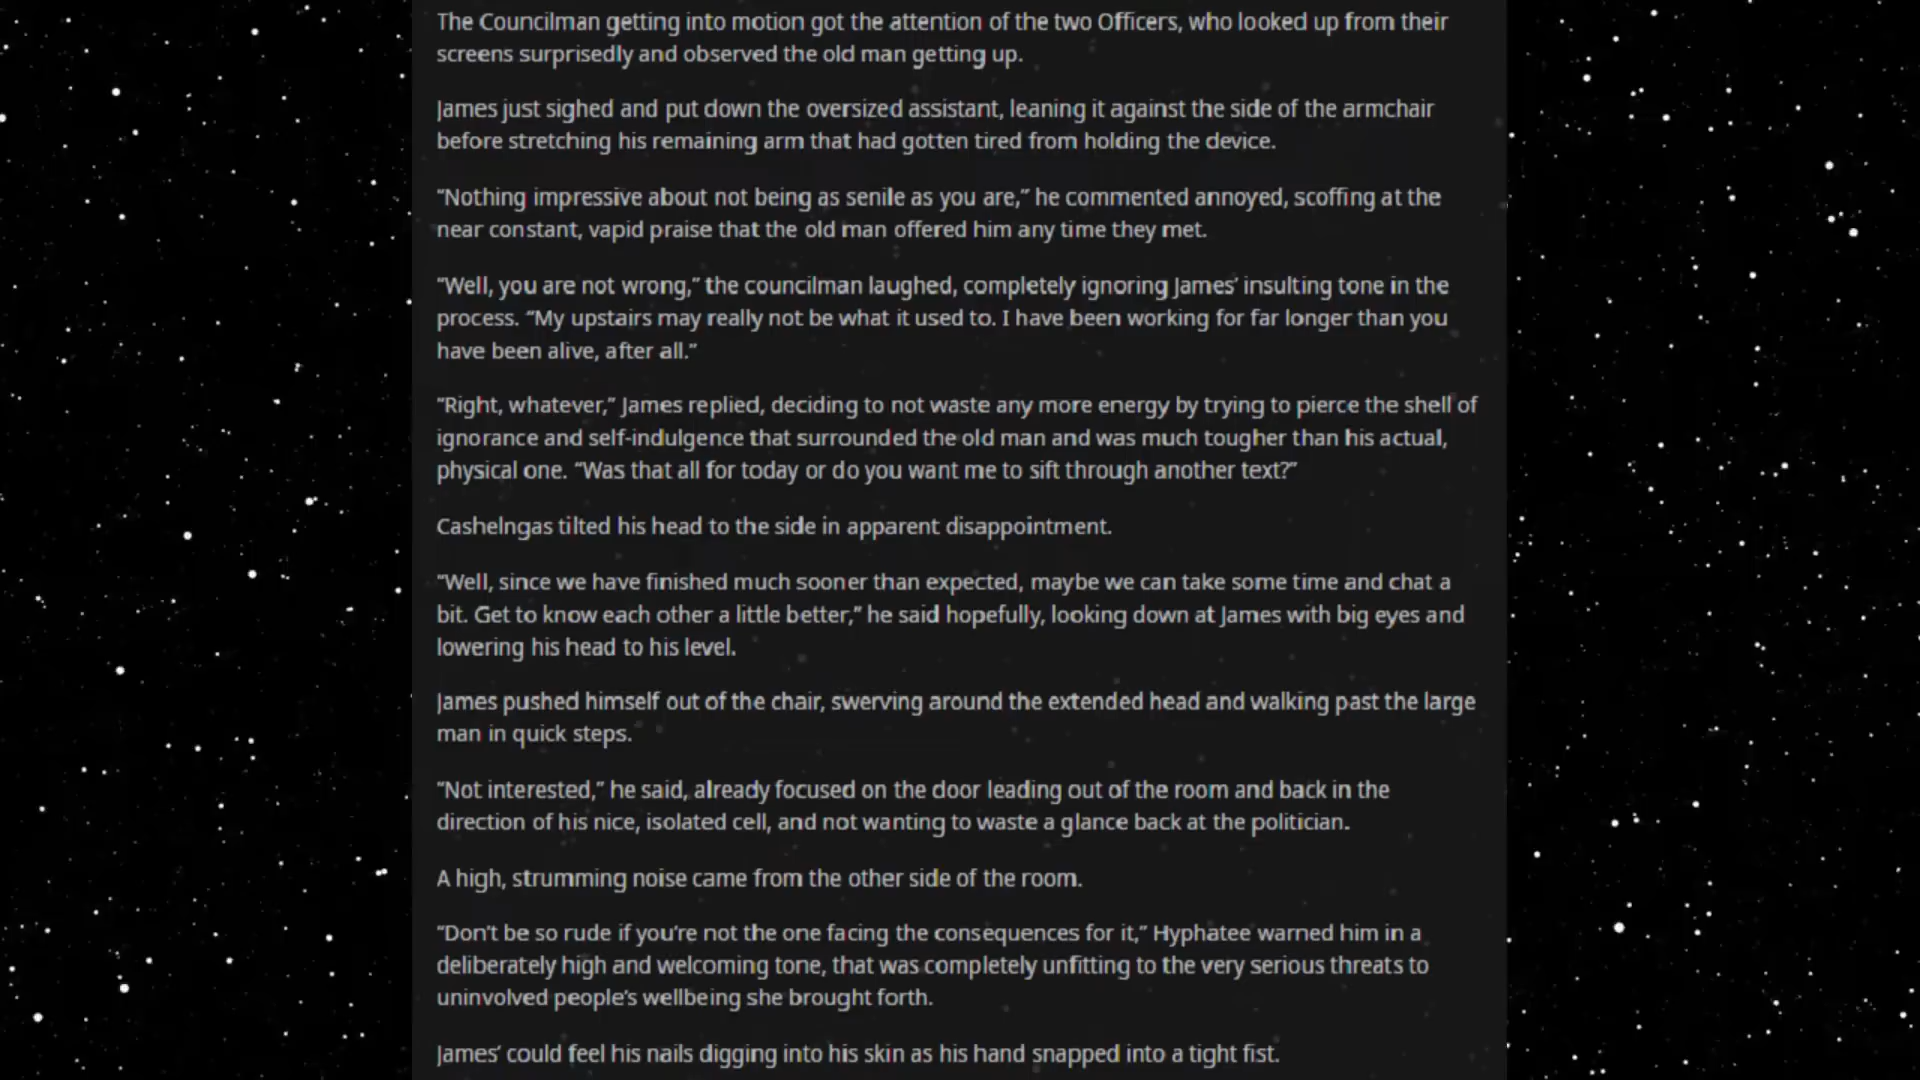 The Councilman getting into motion got the attention of the two Officers, who looked up from their
screens surprisedly and observed the old man getting up.
James just sighed and put down the oversized assistant, leaning it against the side of the armchair
before stretching his remaining arm that had gotten tired from holding the device.
“Nothing impressive about not being as senile as you are,” he commented annoyed, scoffing at the
near constant, vapid praise that the old man offered him any time they met.
“Well, you are not wrong,” the councilman laughed, completely ignoring James’ insulting tone in the
process. “My upstairs may really not be what it used to. I have been working for far longer than you
have been alive, after all.”
“Right, whatever,” James replied, deciding to not waste any more energy by trying to pierce the shell of
ignorance and self-indulgence that surrounded the old man and was much tougher than his actual,
physical one. “Was that all for today or do you want me to sift through another text?”
Cashelngas tilted his head to the side in apparent disappointment.
“Well, since we have finished much sooner than expected, maybe we can take some time and chat a
bit. Get to know each other a little better,” he said hopefully, looking down at James with big eyes and
lowering his head to his level.
James pushed himself out of the chair, swerving around the extended head and walking past the large
man in quick steps.
“Not interested,” he said, already focused on the door leading out of the room and back in the
direction of his nice, isolated cell, and not wanting to waste a glance back at the politician.
A high, strumming noise came from the other side of the room.
“Don’t be so rude if you’re not the one facing the consequences for it,” Hyphatee warned him in a
deliberately high and welcoming tone, that was completely unfitting to the very serious threats to
uninvolved people’s wellbeing she brought forth.
James’ could feel his nails digging into his skin as his hand snapped into a tight fist.